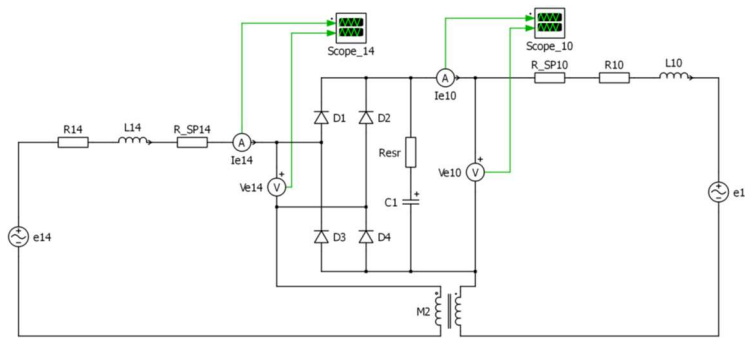 Scope_14
Scope_10
R_SP10
R10
L10
A
Ie10
R14
L14
R_SP14
A
Ie14
D1
D2
Resr
Ve14
V
Ve10
V
C1
e1
e14
D3
D4
M2